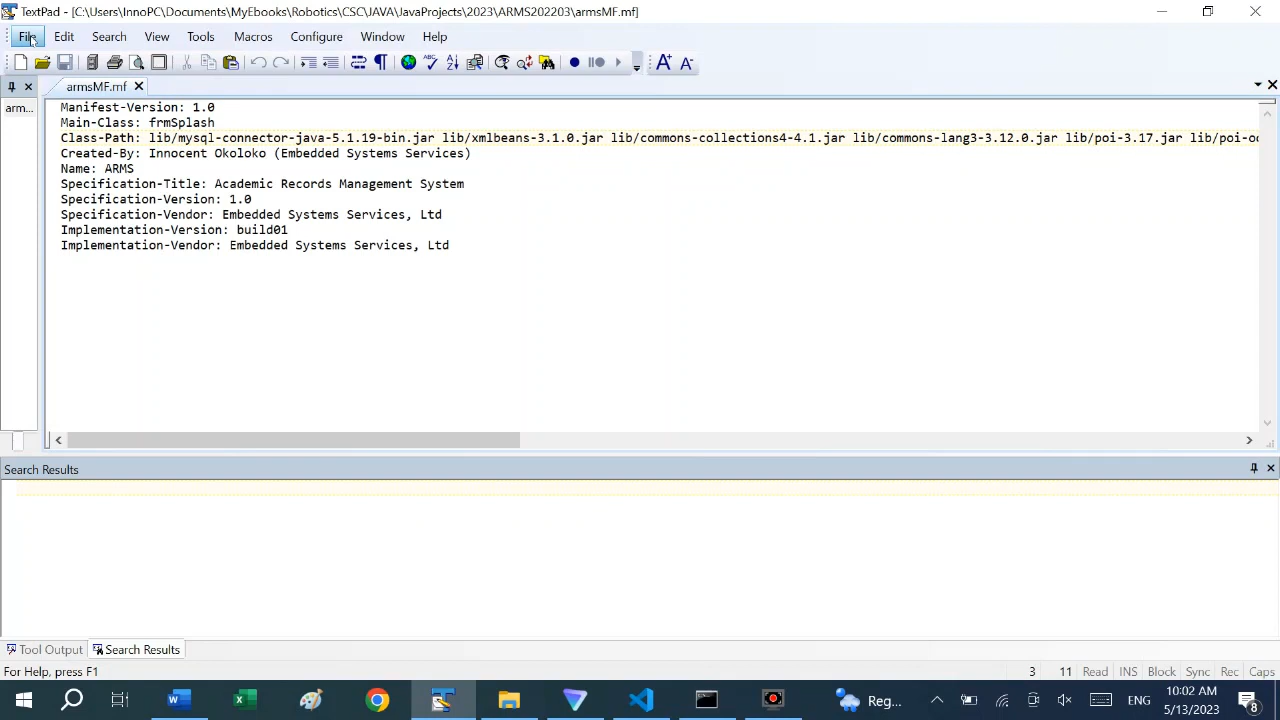 TextPad - [C:\Users\InnoPC\Documents\MyEbooks\Robotics\CSC\JAVA\JavaProjects\2023\ARMS202203\armsMF.mf]
File Edit Search View Tools Macros Configure Window Help
armsMF.mf
arm...
Manifest-Version: 1.0
Main-Class: frmSplash
Class-Path: lib/mysql-connector-java-5.1.19-bin.jar lib/xmlbeans-3.1.0.jar lib/commons-collections4-4.1.jar lib/commons-lang3-3.12.0.jar lib/poi-3.17.jar
Created-By: Innocent Okoloko (Embedded Systems Services)
Name: ARMS
Specification-Title: Academic Records Management System
Specification-Version: 1.0
Specification-Vendor: Embedded Systems Services, Ltd
Implementation-Version: build01
Implementation-Vendor: Embedded Systems Services, Ltd
Search Results
Tool Output Search Results
For Help, press F1 3 11 Read INS Block Sync Rec Caps
Reg... ENG 10:02 AM
5/13/2023 8